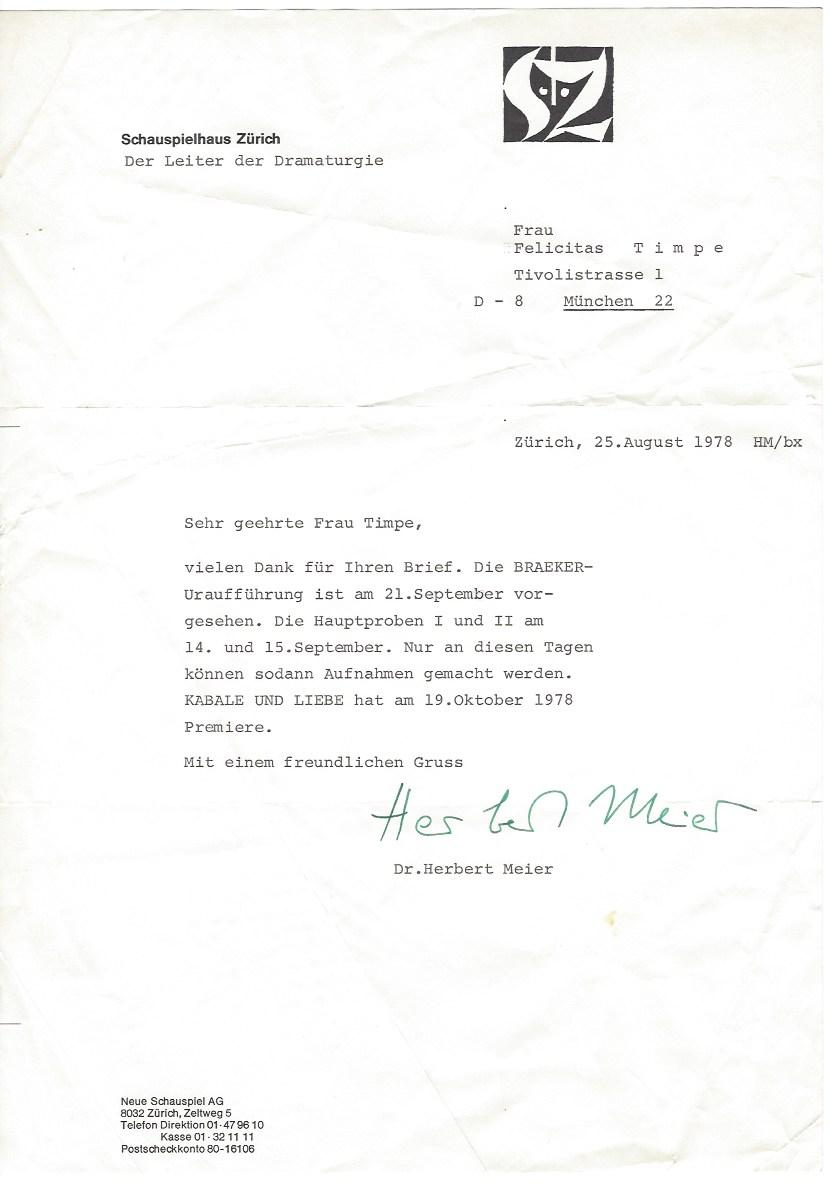 SZ
Schauspielhaus Zürich
Der Leiter der Dramaturgie
Frau
Felicitas T i m p e
Tivolistrasse 1
D - 8 München 22
Zürich, 25.August 1978 HM/bx
Sehr geehrte Frau Timpe,
vielen Dank für Ihren Brief. Die BRAEKER-
Uraufführung ist am 21.September vor-
gesehen. Die Hauptproben I und II am
14. und 15.September. Nur an diesen Tagen
können sodann Aufnahmen gemacht werden.
KABALE UND LIEBE hat am 19.Oktober 1978
Premiere.
Mit einem freundlichen Gruss
Herbert Meier
Dr.Herbert Meier
Neue Schauspiel AG
8032 Zürich, Zeltweg 5
Telefon Direktion 01·47 96 10
Kasse 01 · 32 11 11
Postscheckkonto 80-16106